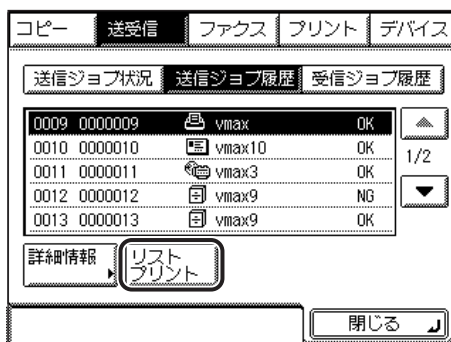 コピー 送受信 ファクス プリント デバイス
送信ジョブ状況 送信ジョブ履歴 受信ジョブ履歴
0009 0000009 vmax OK
0010 0000010 vmax10 OK
0011 0000011 vmax3 OK
0012 0000012 vmax9 NG
0013 0000013 vmax9 OK
1/2
詳細情報
リスト
プリント
閉じる